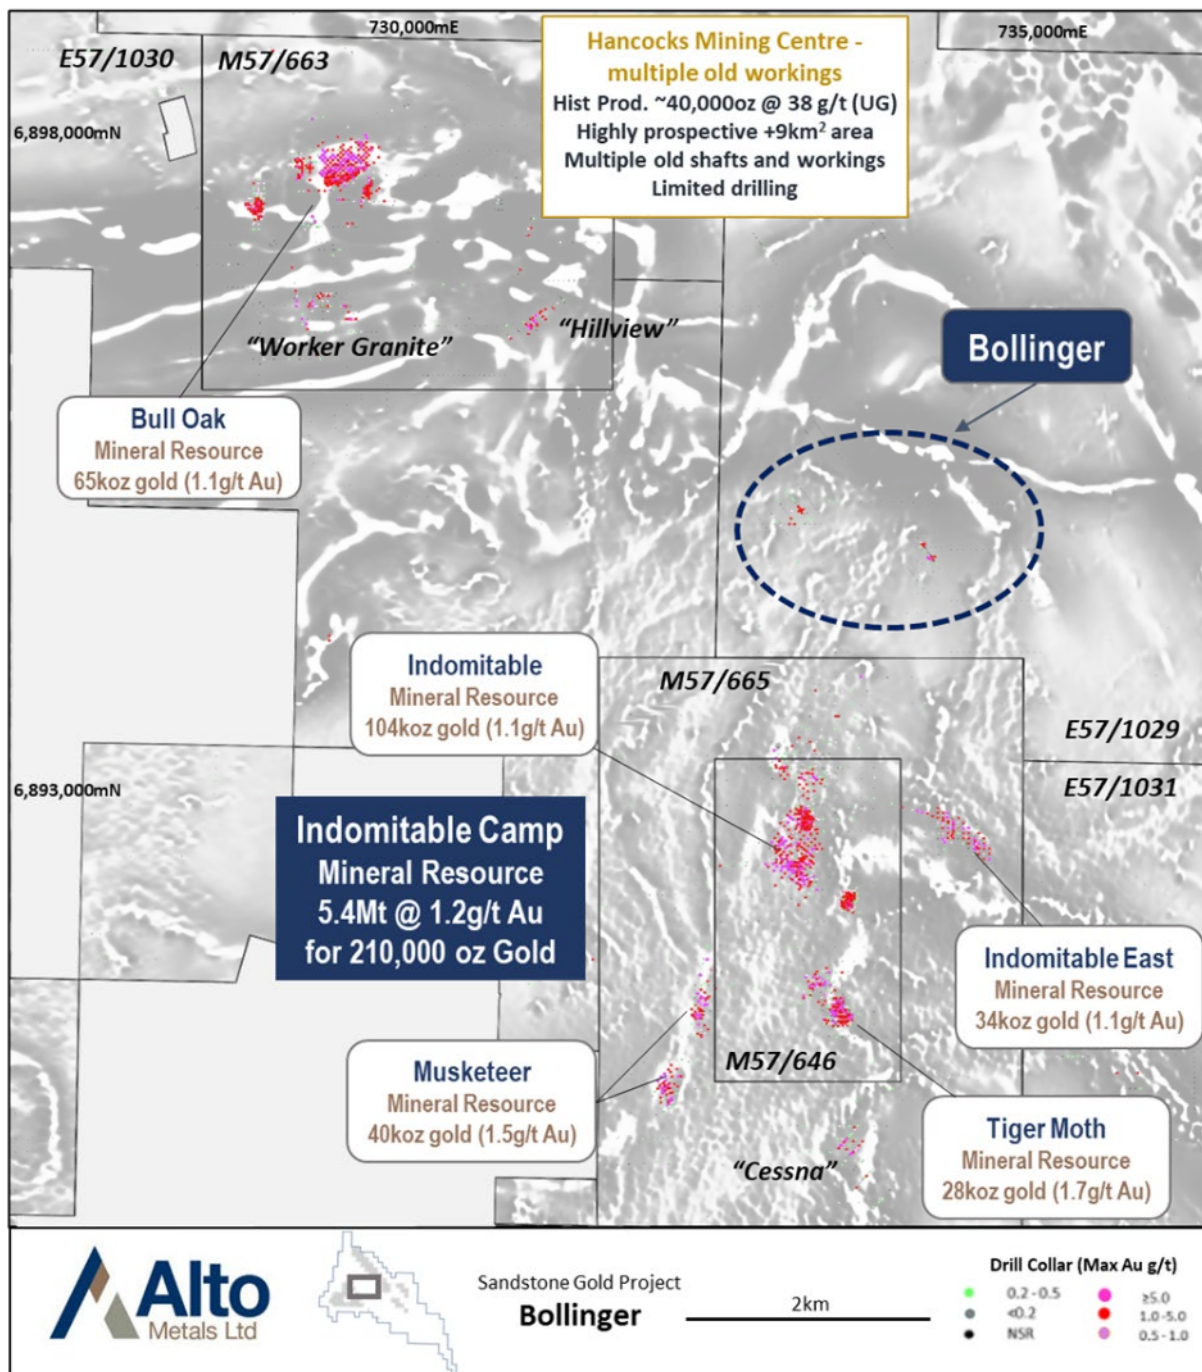 730,000mE
735,000mE
E57/1030
M57/663
Hancocks Mining Centre -
multiple old workings
Hist Prod. ~40,000oz @ 38 g/t (UG)
Highly prospective +9km² area
Multiple old shafts and workings
Limited drilling
6,898,000mN
"Worker Granite"
"Hillview"
Bollinger
Bull Oak
Mineral Resource
65koz gold (1.1g/t Au)
Indomitable
Mineral Resource
104koz gold (1.1g/t Au)
M57/665
E57/1029
E57/1031
6,893,000mN
Indomitable Camp
Mineral Resource
5.4Mt @ 1.2g/t Au
for 210,000 oz Gold
Indomitable East
Mineral Resource
34koz gold (1.1g/t Au)
Musketeer
Mineral Resource
40koz gold (1.5g/t Au)
M57/646
Tiger Moth
Mineral Resource
28koz gold (1.7g/t Au)
"Cessna"
Alto
Metals Ltd
Sandstone Gold Project
Bollinger
2km
Drill Collar (Max Au g/t)
0.2 - 0.5
<0.2
NSR
≥5.0
1.0 -5.0
0.5 - 1.0